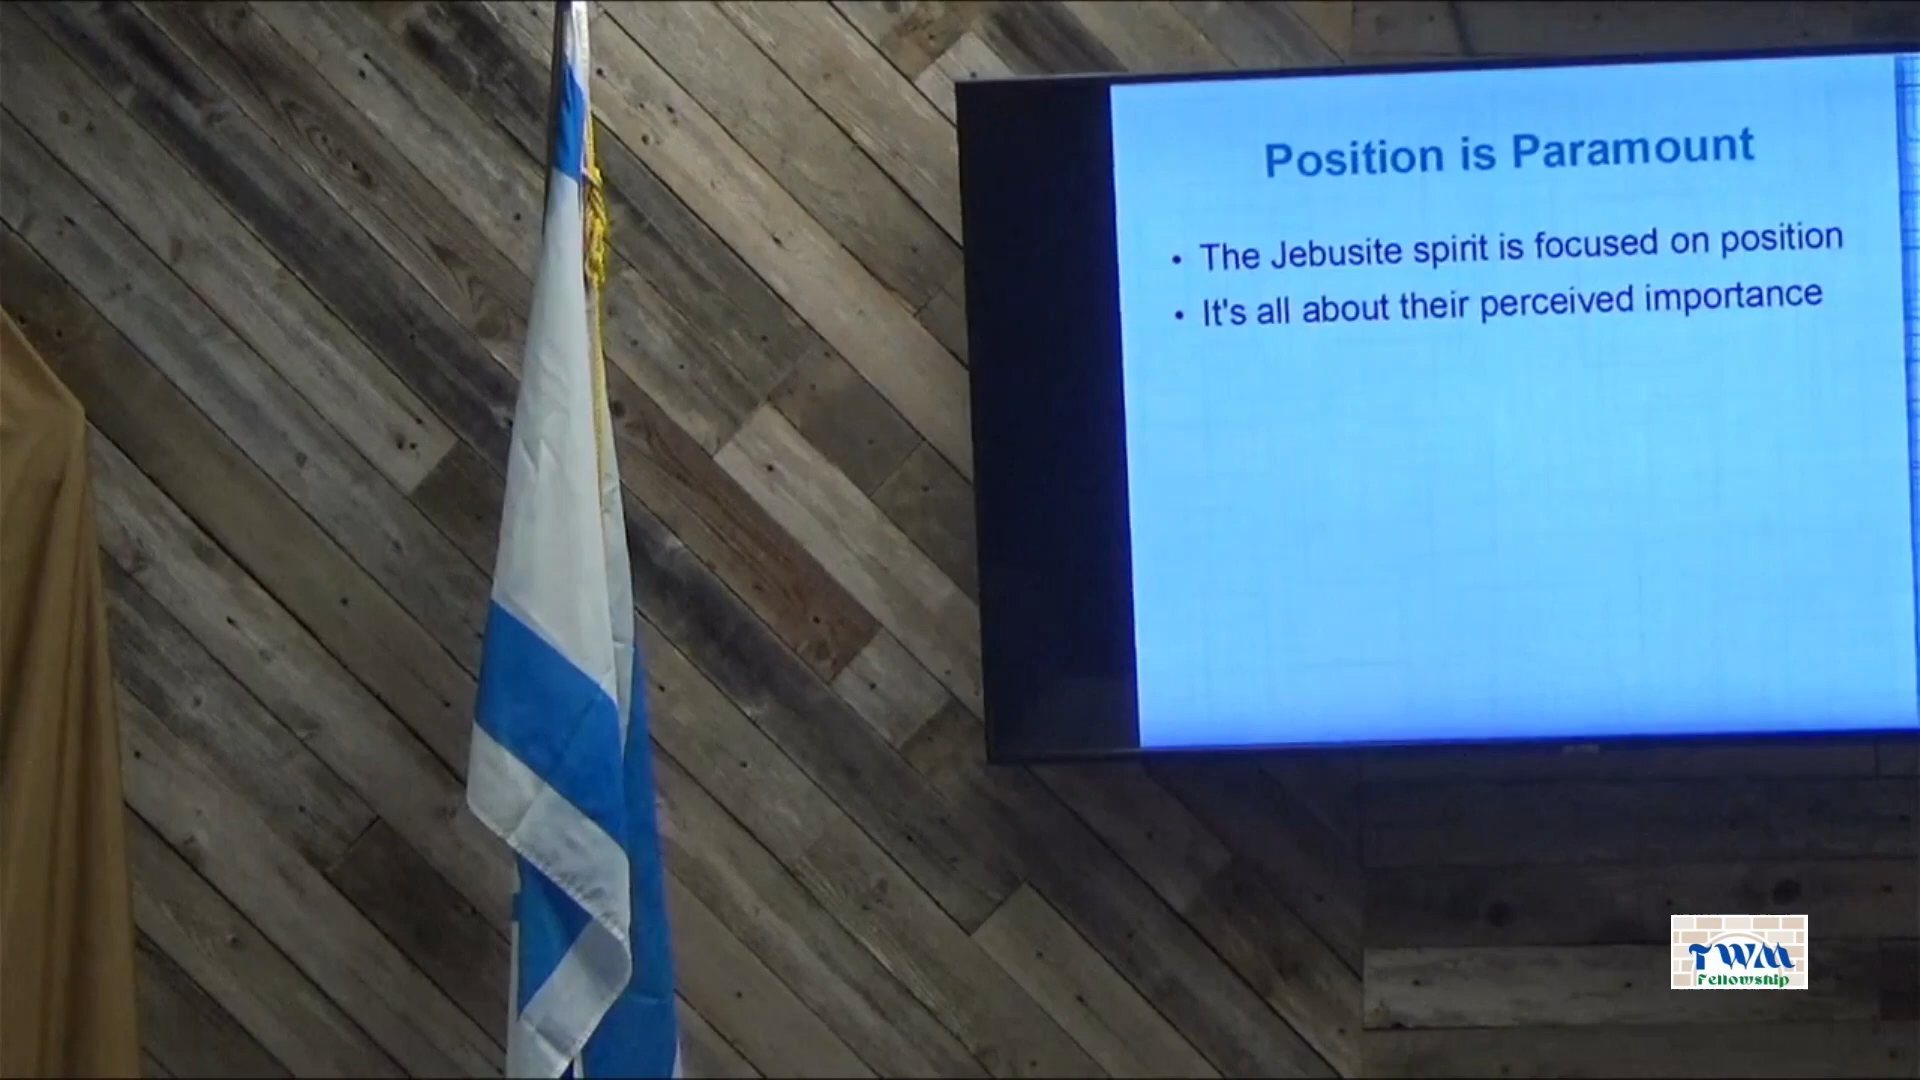 Position is Paramount
• The Jebusite spirit is focused on position
• It's all about their perceived importance
TWM
Fellowship